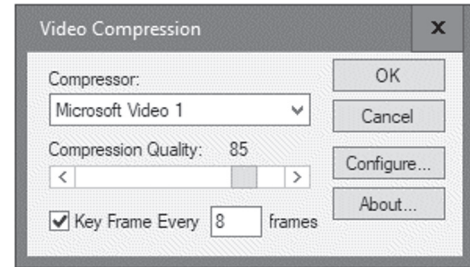 Video Compression
x
Compressor:
Microsoft Video 1
Compression Quality: 85
Key Frame Every 8 frames
OK
Cancel
Configure...
About...